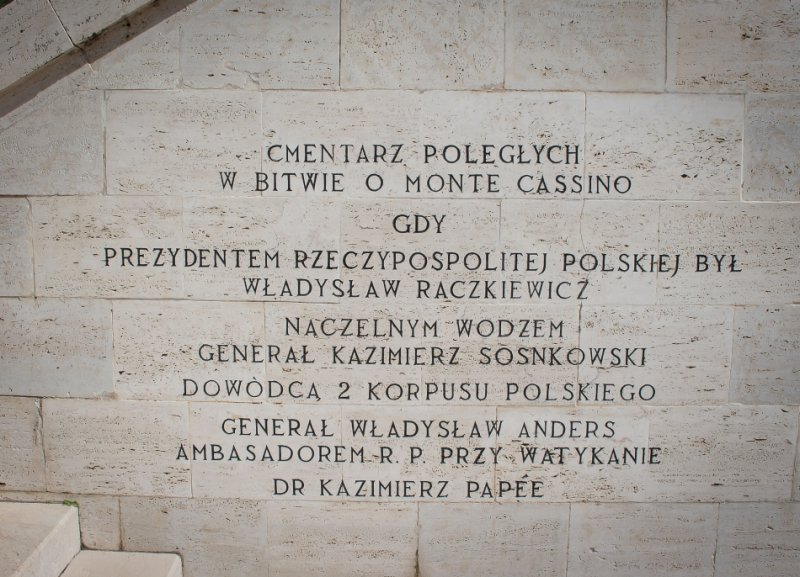 CMENTARZ POLEGŁYCH
W BITWIE O MONTE CASSINO
GDY
PREZYDENTEM RZECZYPOSPOLITEJ POLSKIEJ BYŁ
WŁADYSŁAW RACZKIEWICZ
NACZELNYM WODZEM
GENERAŁ KAZIMIERZ SOSNKOWSKI
DOWÓDCĄ 2 KORPUSU POLSKIEGO
GENERAŁ WŁADYSŁAW ANDERS
AMBASADOREM R. P. PRZY WATYKANIE
DR KAZIMIERZ PAPÉE